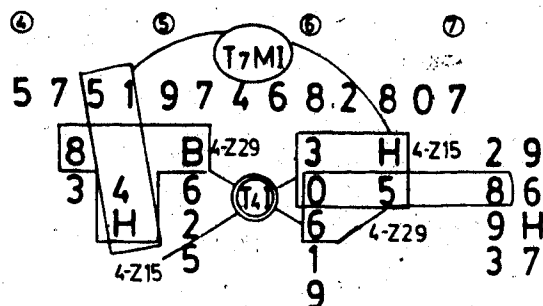 ④ ⑤ ⑥ ⑦
T7MI
5 7 5 1 9 7 4 6 8 2 8 0 7
8 B 4-Z29 3 H 4-Z15 2 9
3 4 6 T4I 0 5 8 6
H 2 6 4-Z29 9 H
4-Z15 5 1 3 7
9